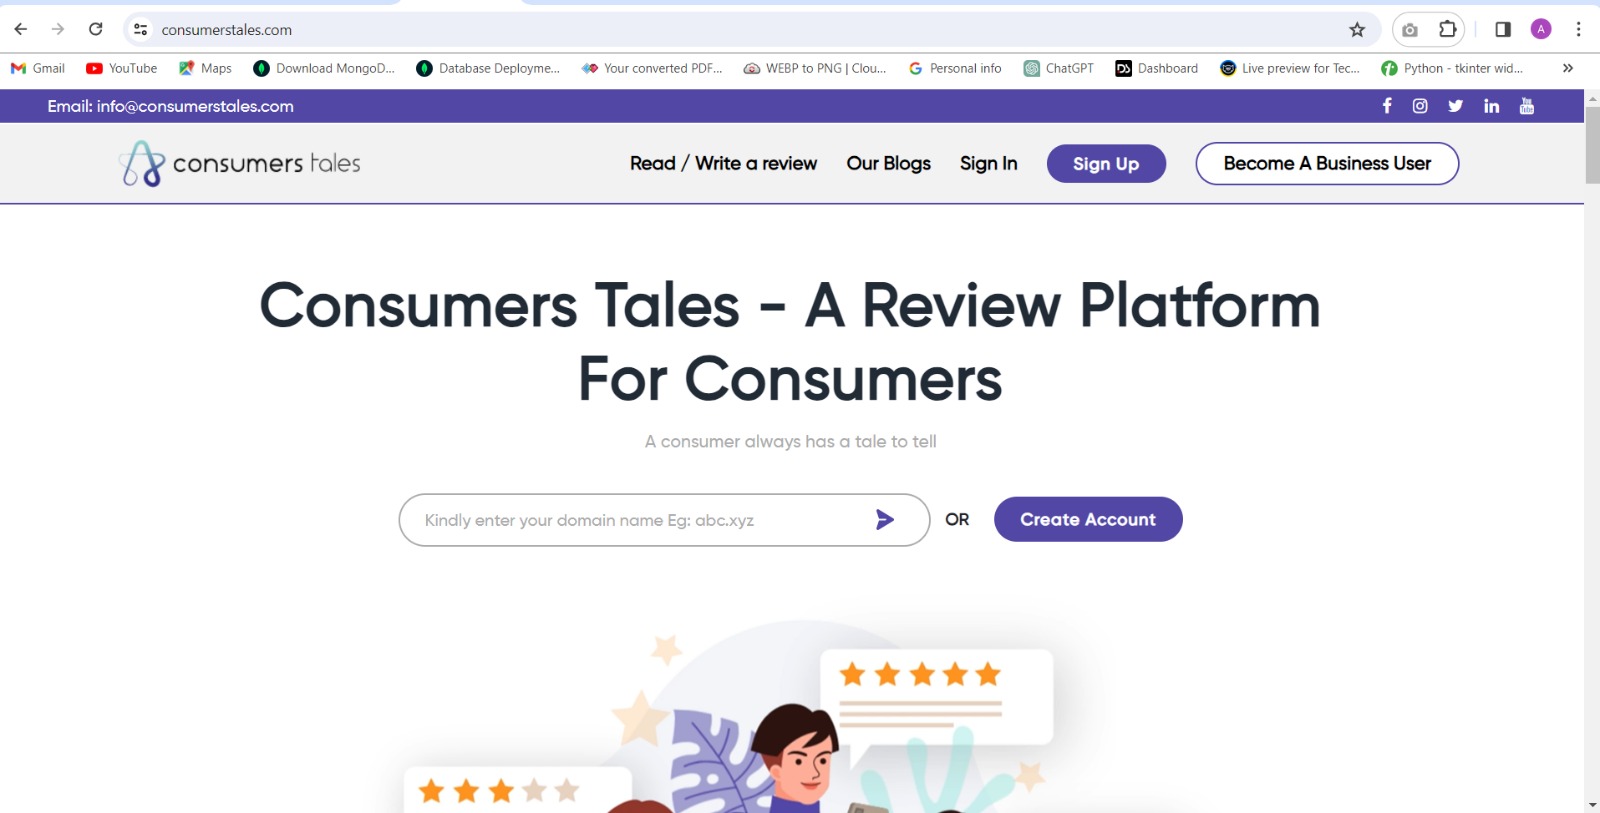 consumerstales.com
A
Gmail YouTube Maps Download MongoD... Database Deployme... Your converted PDF... WEBP to PNG | Clou... Personal info ChatGPT Dashboard Live preview for Tec... Python - tkinter wid... »
Email: info@consumerstales.com
consumers tales Read / Write a review Our Blogs Sign In Sign Up Become A Business User
Consumers Tales - A Review Platform
For Consumers
A consumer always has a tale to tell
Kindly enter your domain name Eg: abc.xyz OR Create Account